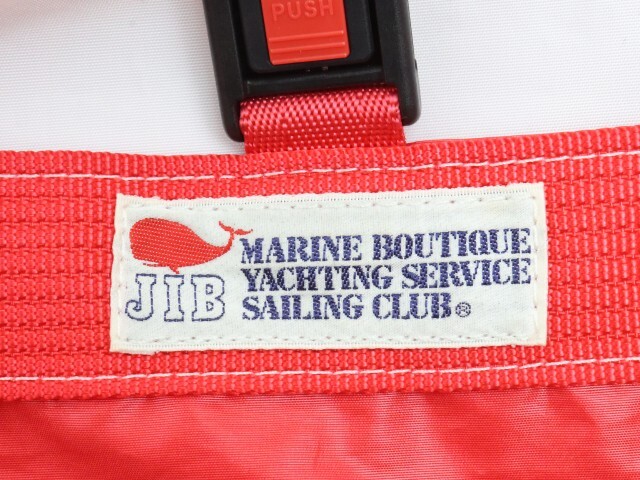 PUSH
MARINE BOUTIQUE
JIB YACHTING SERVICE
SAILING CLUB®